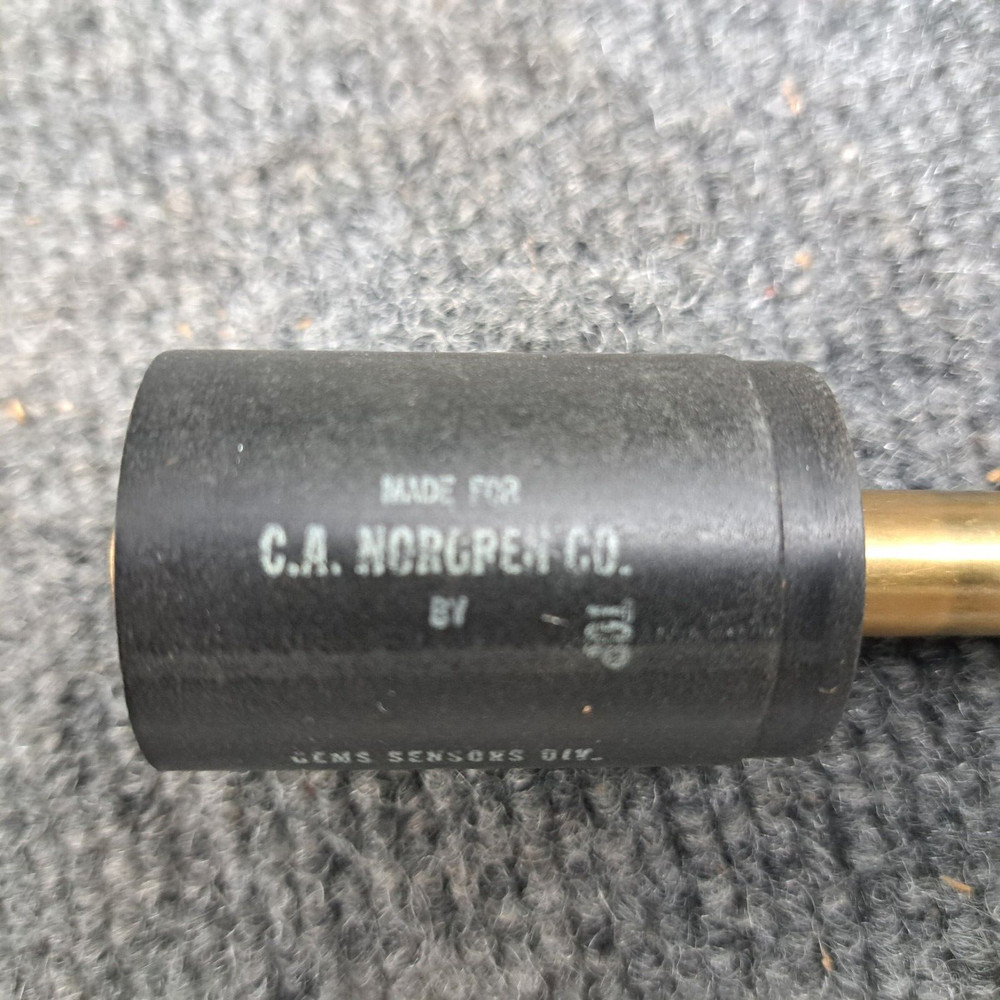 MADE FOR
C.A. NORGREN CO.
BY
TOP
GEMS SENSORS DIV.